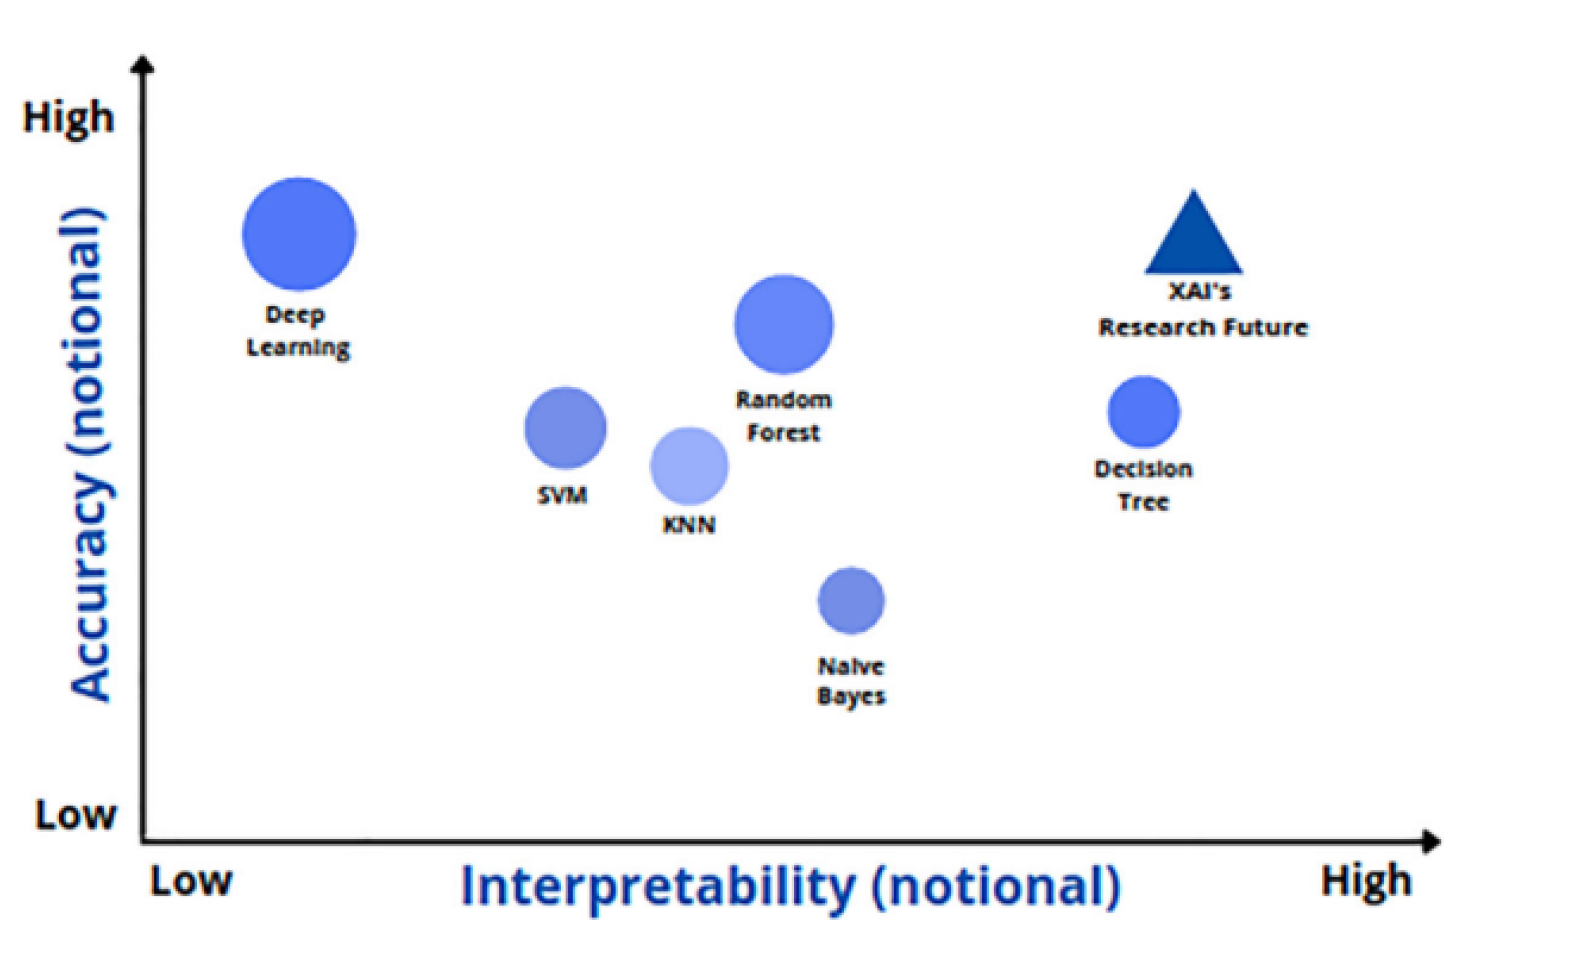 High
Accuracy (notional)
Deep
Learning
XAI's
Research Future
Random
Forest
SVM
KNN
Decision
Tree
Naive
Bayes
Low
Low
Interpretability (notional)
High